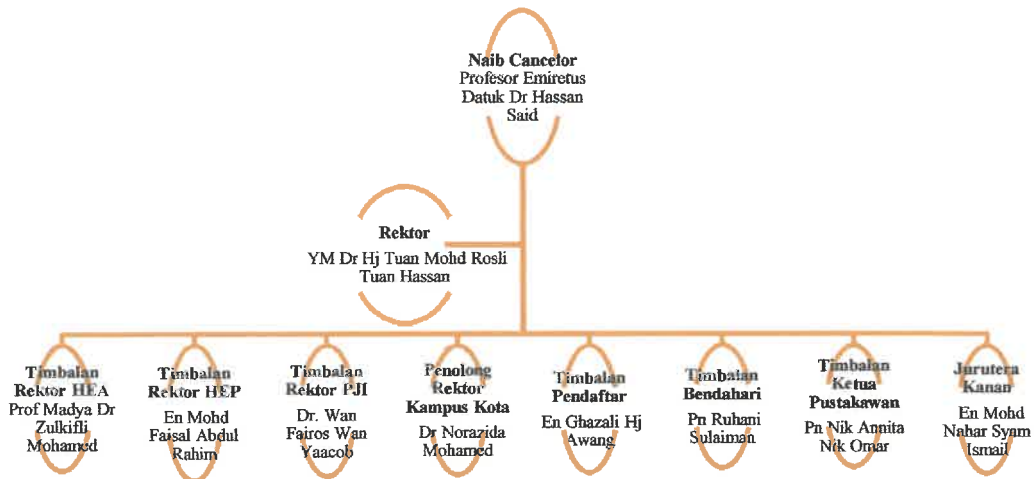 Naib Cancelor
Profesor Emiretus
Datuk Dr Hassan
Said
Rektor
YM Dr Hj Tuan Mohd Rosli
Tuan Hassan
Timbalan
Rektor HEA
Prof Madya Dr
Zulkifli
Mohamed
Timbalan
Rektor HEP
En Mohd
Faisal Abdul
Rahim
Timbalan
Rektor PJI
Dr. Wan
Fairos Wan
Yaacob
Penolong
Rektor
Kampus Kota
Dr Norazida
Mohamed
Timbalan
Pendaftar
En Ghazali Hj
Awang
Timbalan
Bendahari
Pn Ruhani
Sulaiman
Timbalan
Ketua
Pustakawan
Pn Nik Annita
Nik Omar
Jurutera
Kanan
En Mohd
Nahar Syam
Ismail